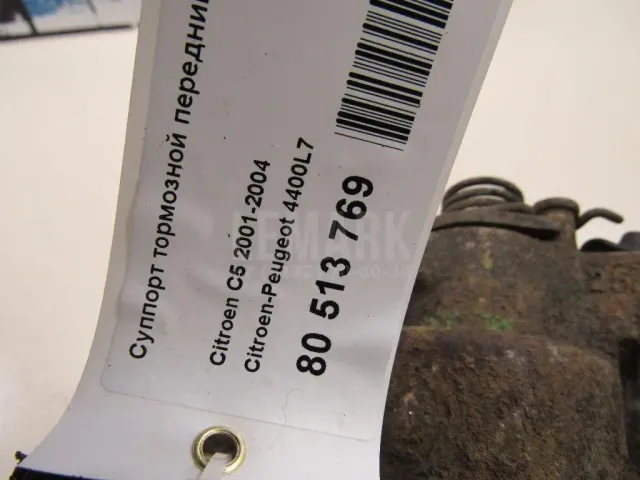 Суппорт тормозной передний
Citroen C5 2001-2004
Citroen-Peugeot 4400L7
80 513 769